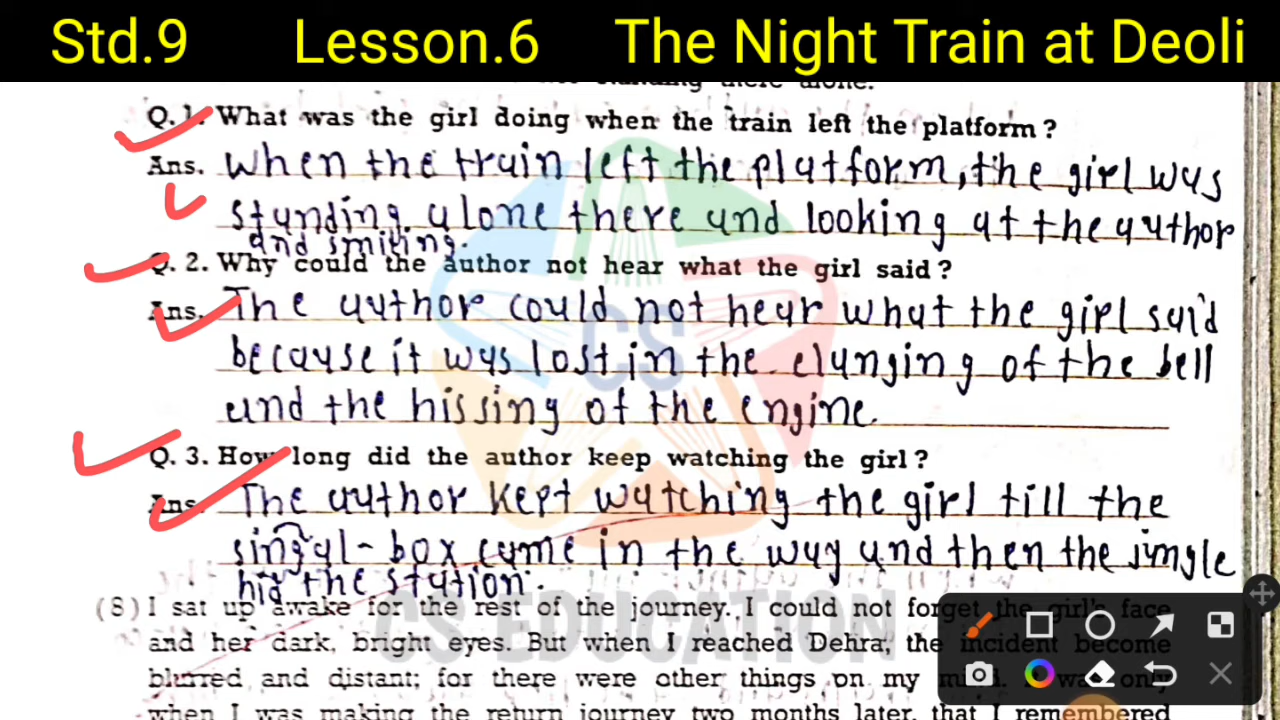 Std.9 Lesson.6 The Night Train at Deoli
standing there alone.
Q. 1. What was the girl doing when the train left the platform?
Ans. When the train left the platform, the girl was
standing alone there and looking at the author
and smiling.
Q. 2. Why could the author not hear what the girl said?
Ans. The author could not hear what the girl said
because it was lost in the clanging of the bell
and the hissing of the engine.
Q. 3. How long did the author keep watching the girl?
Ans. The author kept watching the girl till the
singal-box came in the way and then the jungle
hid the station.
(8) I sat up awake for the rest of the journey. I could not forget the girl's face
and her dark, bright eyes. But when I reached Dehra, the incident become
blurred and distant; for there were other things on my
when I was making the return journey two months later, that I remembered
CS
CS EDUCATION